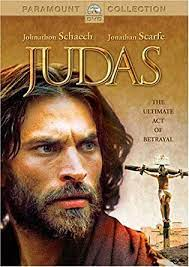 PARAMOUNT DVD COLLECTION
Johnathon Schaech Jonathan Scarfe
JUDAS
THE ULTIMATE
ACT OF
BETRAYAL